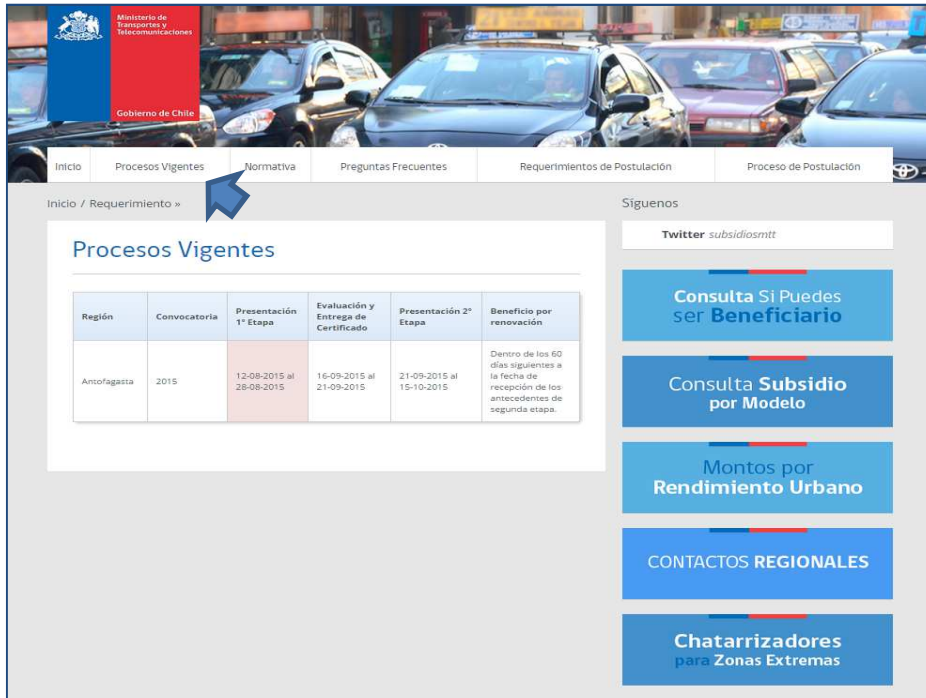 Ministerio de
Transportes y
Telecomunicaciones
Gobierno de Chile
Inicio
Procesos Vigentes
Normativa
Preguntas Frecuentes
Requerimientos de Postulación
Proceso de Postulación
Inicio / Requerimiento »
Procesos Vigentes
Región
Convocatoria
Presentación
1° Etapa
Evaluación y
Entrega de
Certificado
Presentación 2°
Etapa
Beneficio por
renovación
Antofagasta
2015
12-08-2015 al
28-08-2015
16-09-2015 al
21-09-2015
21-09-2015 al
15-10-2015
Dentro de los 60
días siguientes a
la fecha de
recepción de los
antecedentes de
segunda etapa.
Síguenos
Twitter subsidiosmtt
Consulta Si Puedes
ser Beneficiario
Consulta Subsidio
por Modelo
Montos por
Rendimiento Urbano
CONTACTOS REGIONALES
Chatarrizadores
para Zonas Extremas